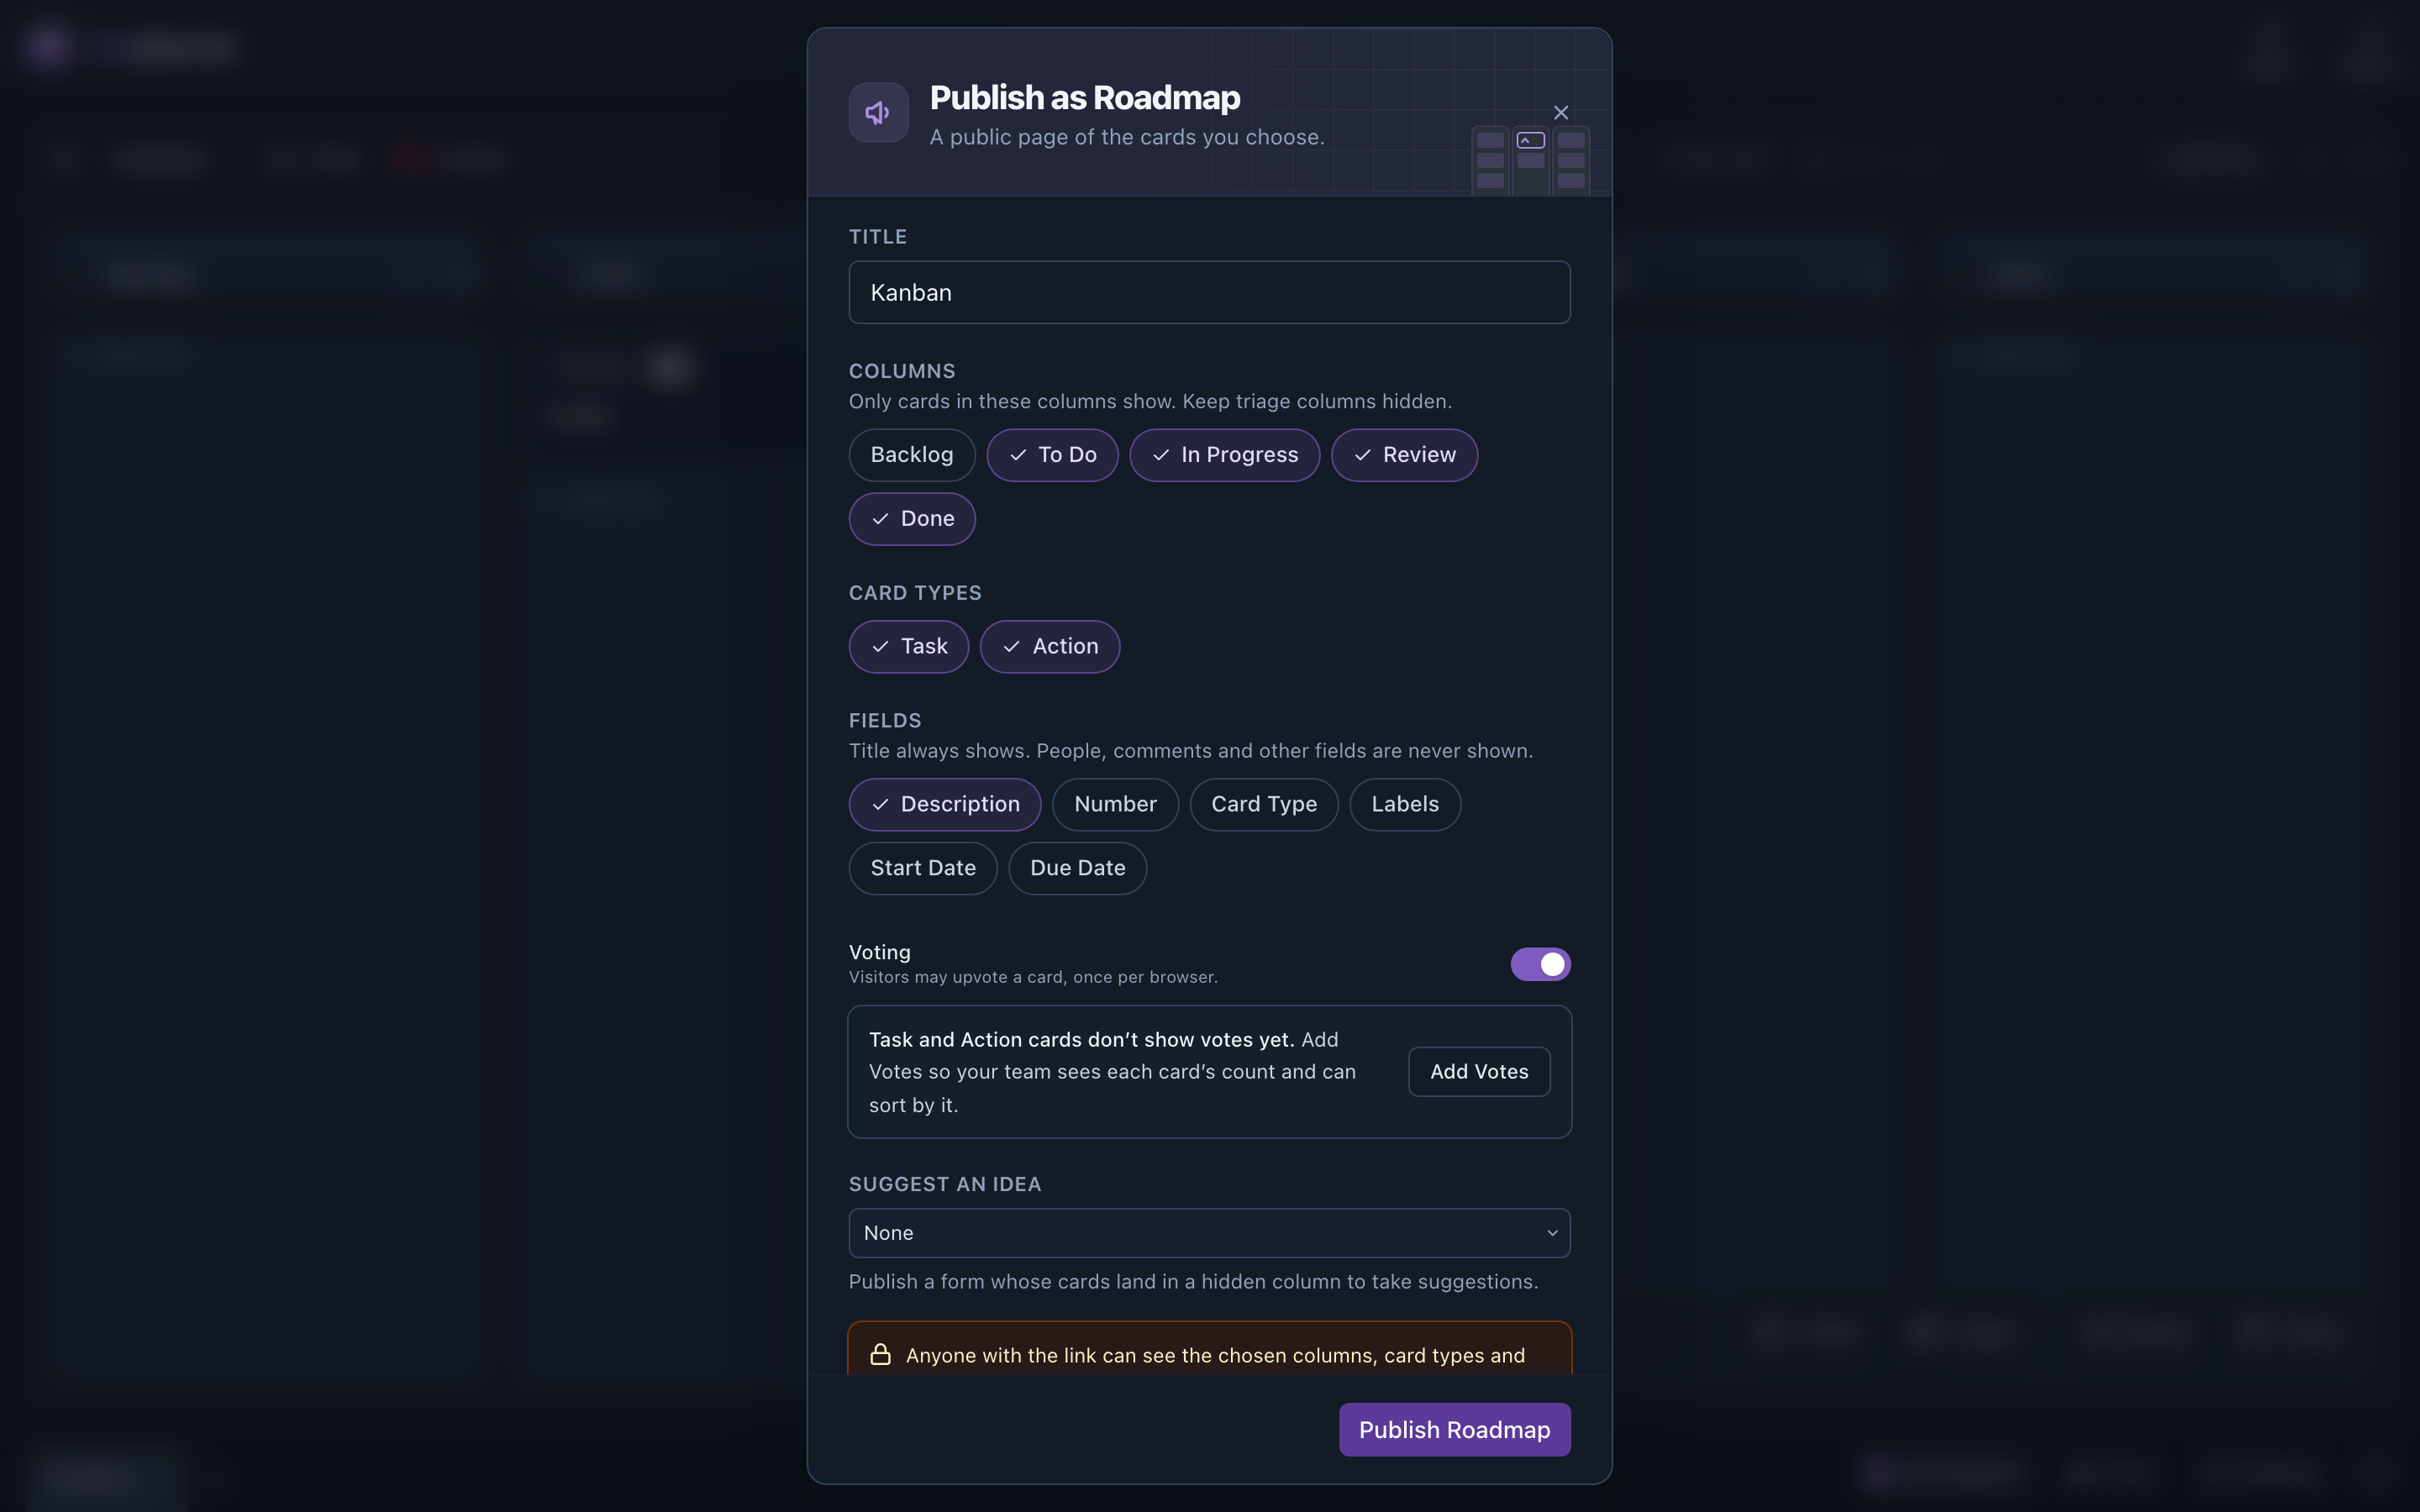 Publish as Roadmap
A public page of the cards you choose.
TITLE
Kanban
COLUMNS
Only cards in these columns show. Keep triage columns hidden.
Backlog To Do In Progress Review
Done
CARD TYPES
Task Action
FIELDS
Title always shows. People, comments and other fields are never shown.
Description Number Card Type Labels
Start Date Due Date
Voting
Visitors may upvote a card, once per browser.
Task and Action cards don’t show votes yet. Add
Votes so your team sees each card’s count and can
sort by it.
Add Votes
SUGGEST AN IDEA
None
Publish a form whose cards land in a hidden column to take suggestions.
Anyone with the link can see the chosen columns, card types and
Publish Roadmap